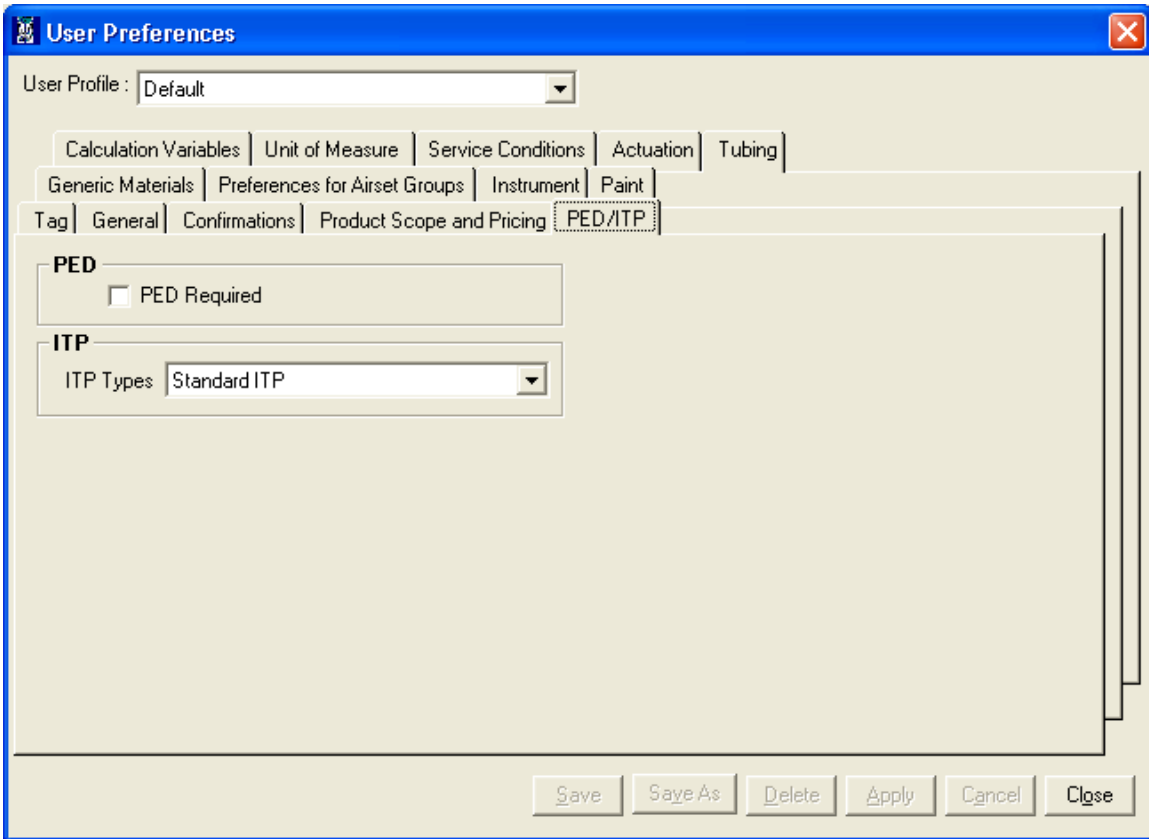 User Preferences
User Profile : Default
Calculation Variables Unit of Measure Service Conditions Actuation Tubing
Generic Materials Preferences for Airset Groups Instrument Paint
Tag General Confirmations Product Scope and Pricing PED/ITP
PED
PED Required
ITP
ITP Types Standard ITP
Save Save As Delete Apply Cancel Close